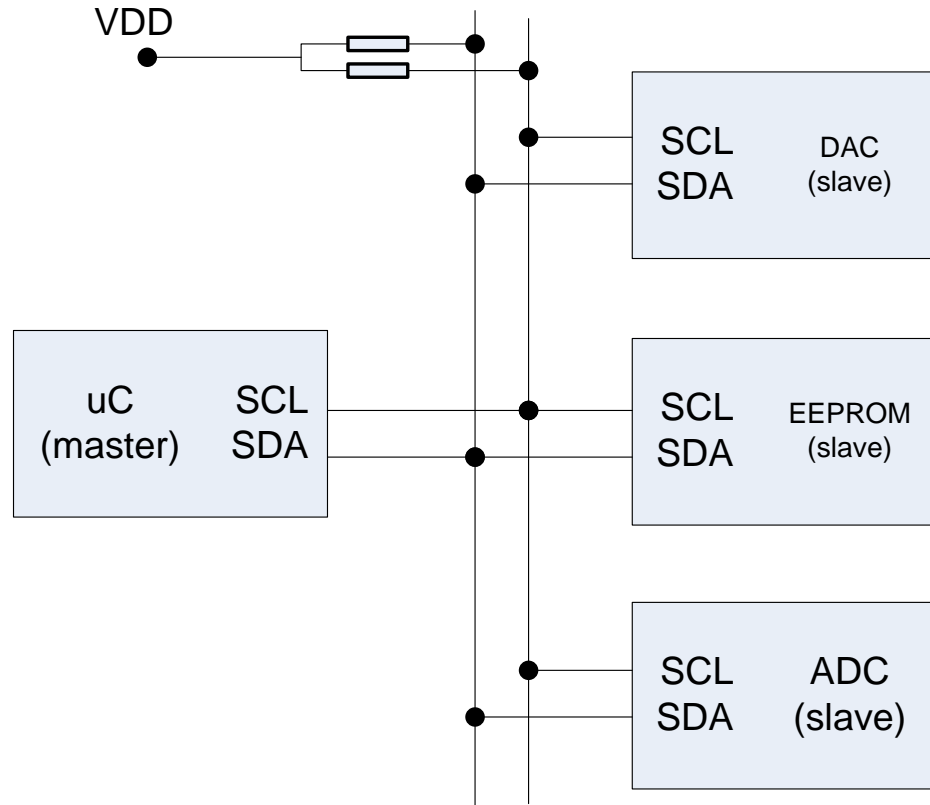 VDD
SCL
SDA
DAC
(slave)
uC
(master)
SCL
SDA
SCL
SDA
EEPROM
(slave)
SCL
SDA
ADC
(slave)